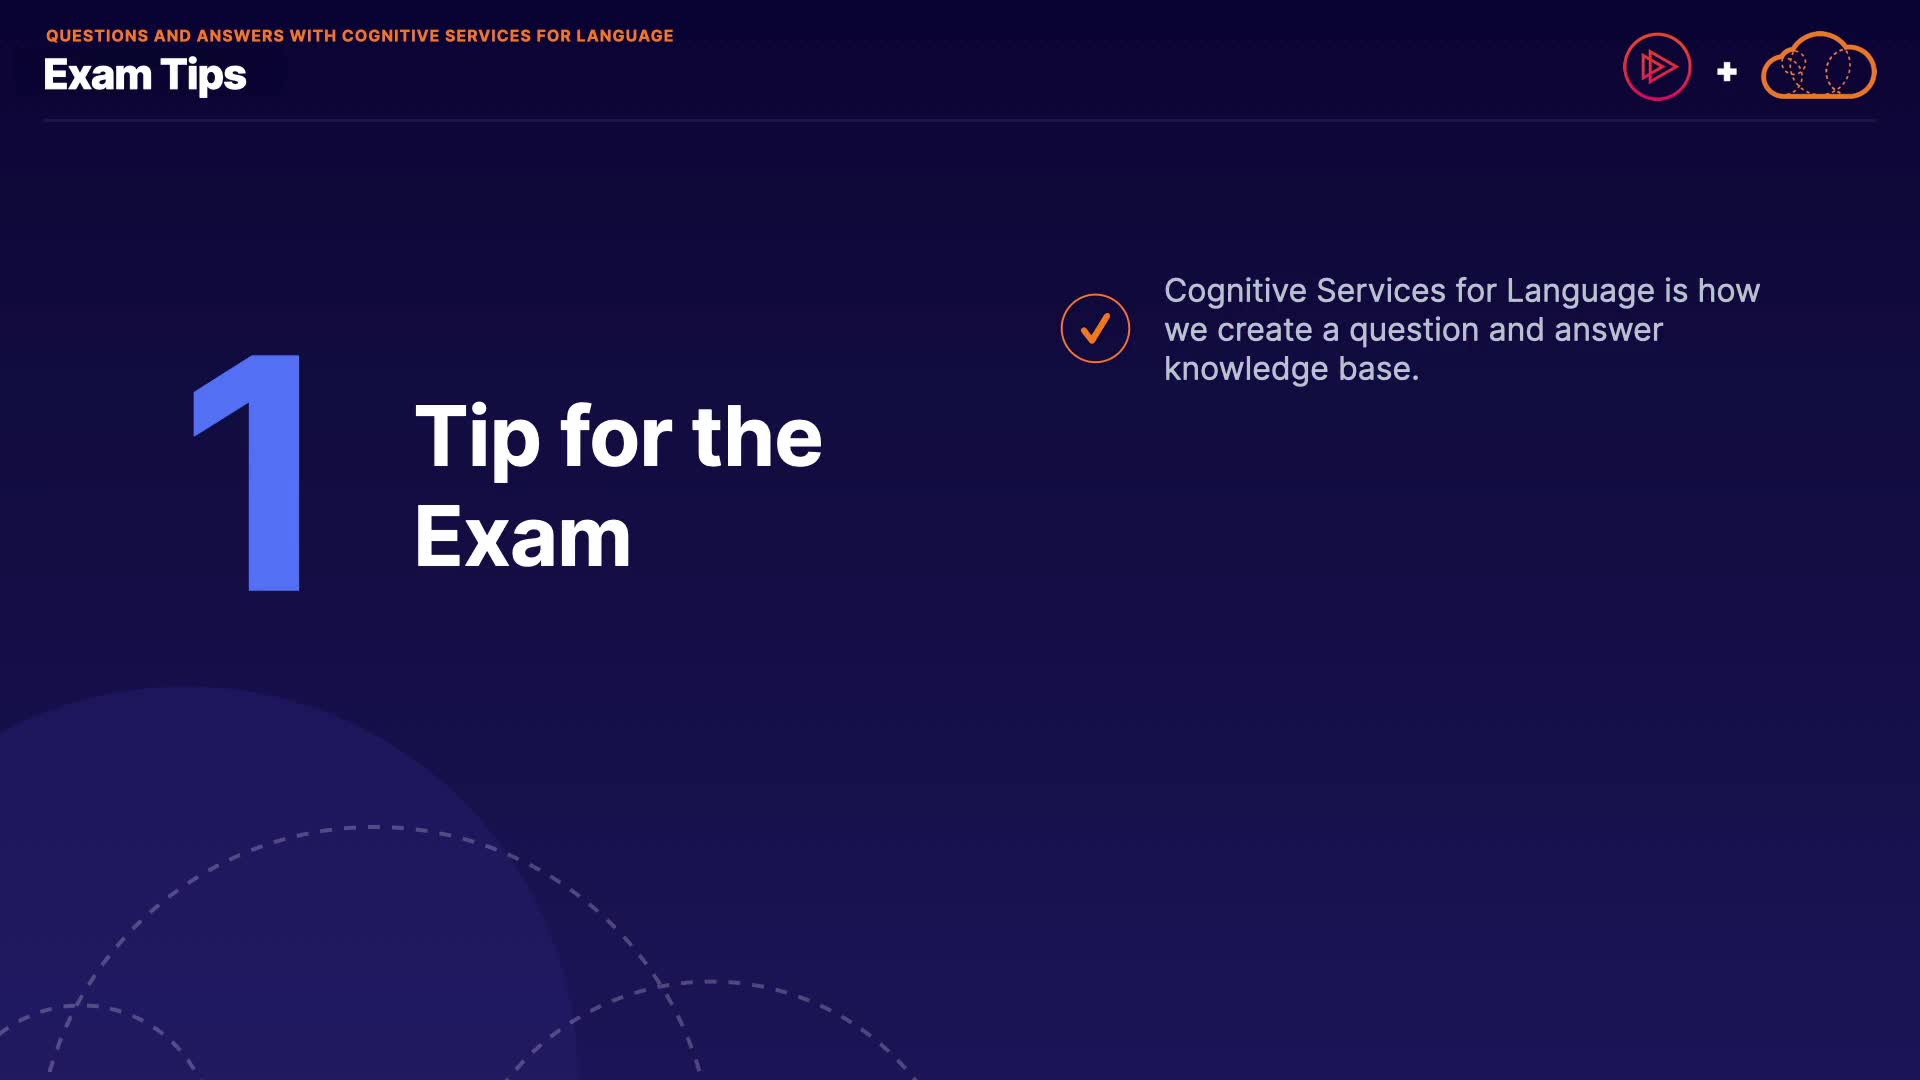 QUESTIONS AND ANSWERS WITH COGNITIVE SERVICES FOR LANGUAGE
Exam Tips
1
Tip for the
Exam
Cognitive Services for Language is how
we create a question and answer
knowledge base.